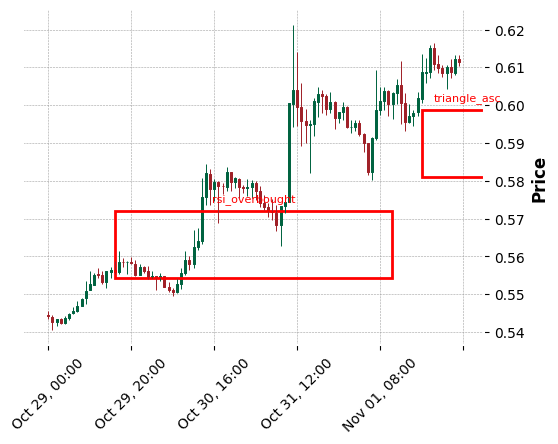 0.62
0.61
triangle_asc
0.60
0.59
0.58
rsi_overbought
0.57
0.56
0.55
0.54
Price
Oct 29, 00:00
Oct 29, 20:00
Oct 30, 16:00
Oct 31, 12:00
Nov 01, 08:00